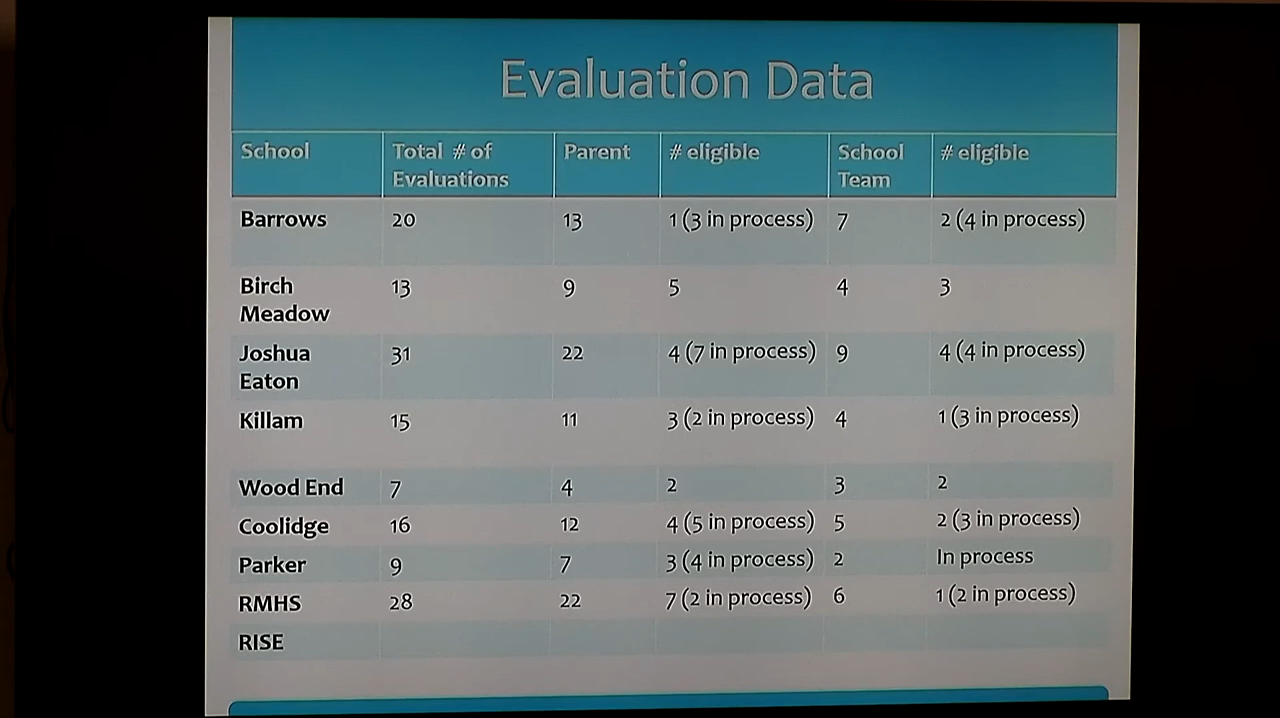 Evaluation Data
School Total # of Evaluations Parent # eligible School Team # eligible
Barrows 20 13 1 (3 in process) 7 2 (4 in process)
Birch Meadow 13 9 5 4 3
Joshua Eaton 31 22 4 (7 in process) 9 4 (4 in process)
Killam 15 11 3 (2 in process) 4 1 (3 in process)
Wood End 7 4 2 3 2
Coolidge 16 12 4 (5 in process) 5 2 (3 in process)
Parker 9 7 3 (4 in process) 2 In process
RMHS 28 22 7 (2 in process) 6 1 (2 in process)
RISE